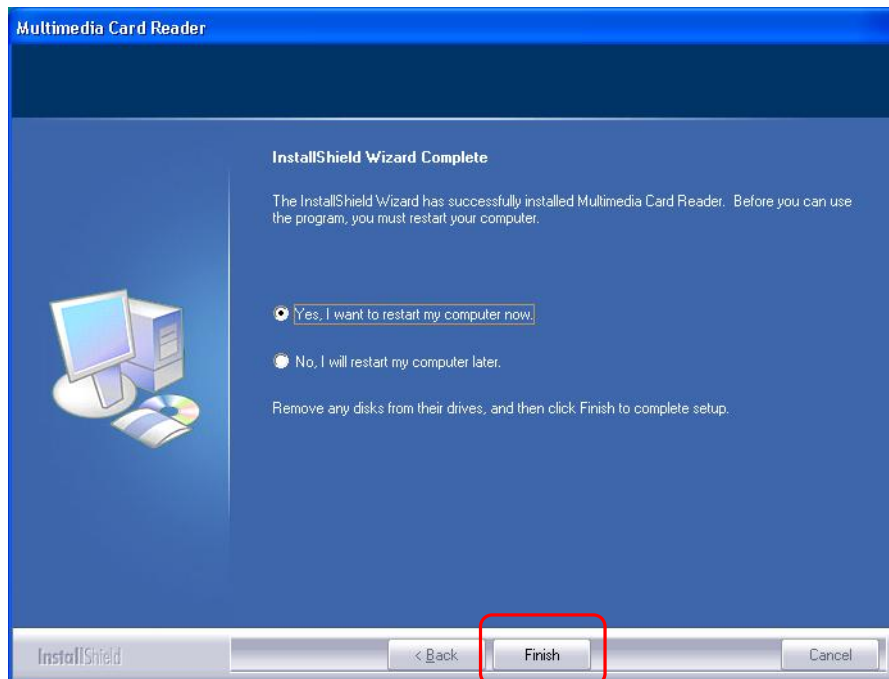 Multimedia Card Reader
InstallShield Wizard Complete
The InstallShield Wizard has successfully installed Multimedia Card Reader. Before you can use
the program, you must restart your computer.
Yes, I want to restart my computer now.
No, I will restart my computer later.
Remove any disks from their drives, and then click Finish to complete setup.
InstallShield
< Back
Finish
Cancel